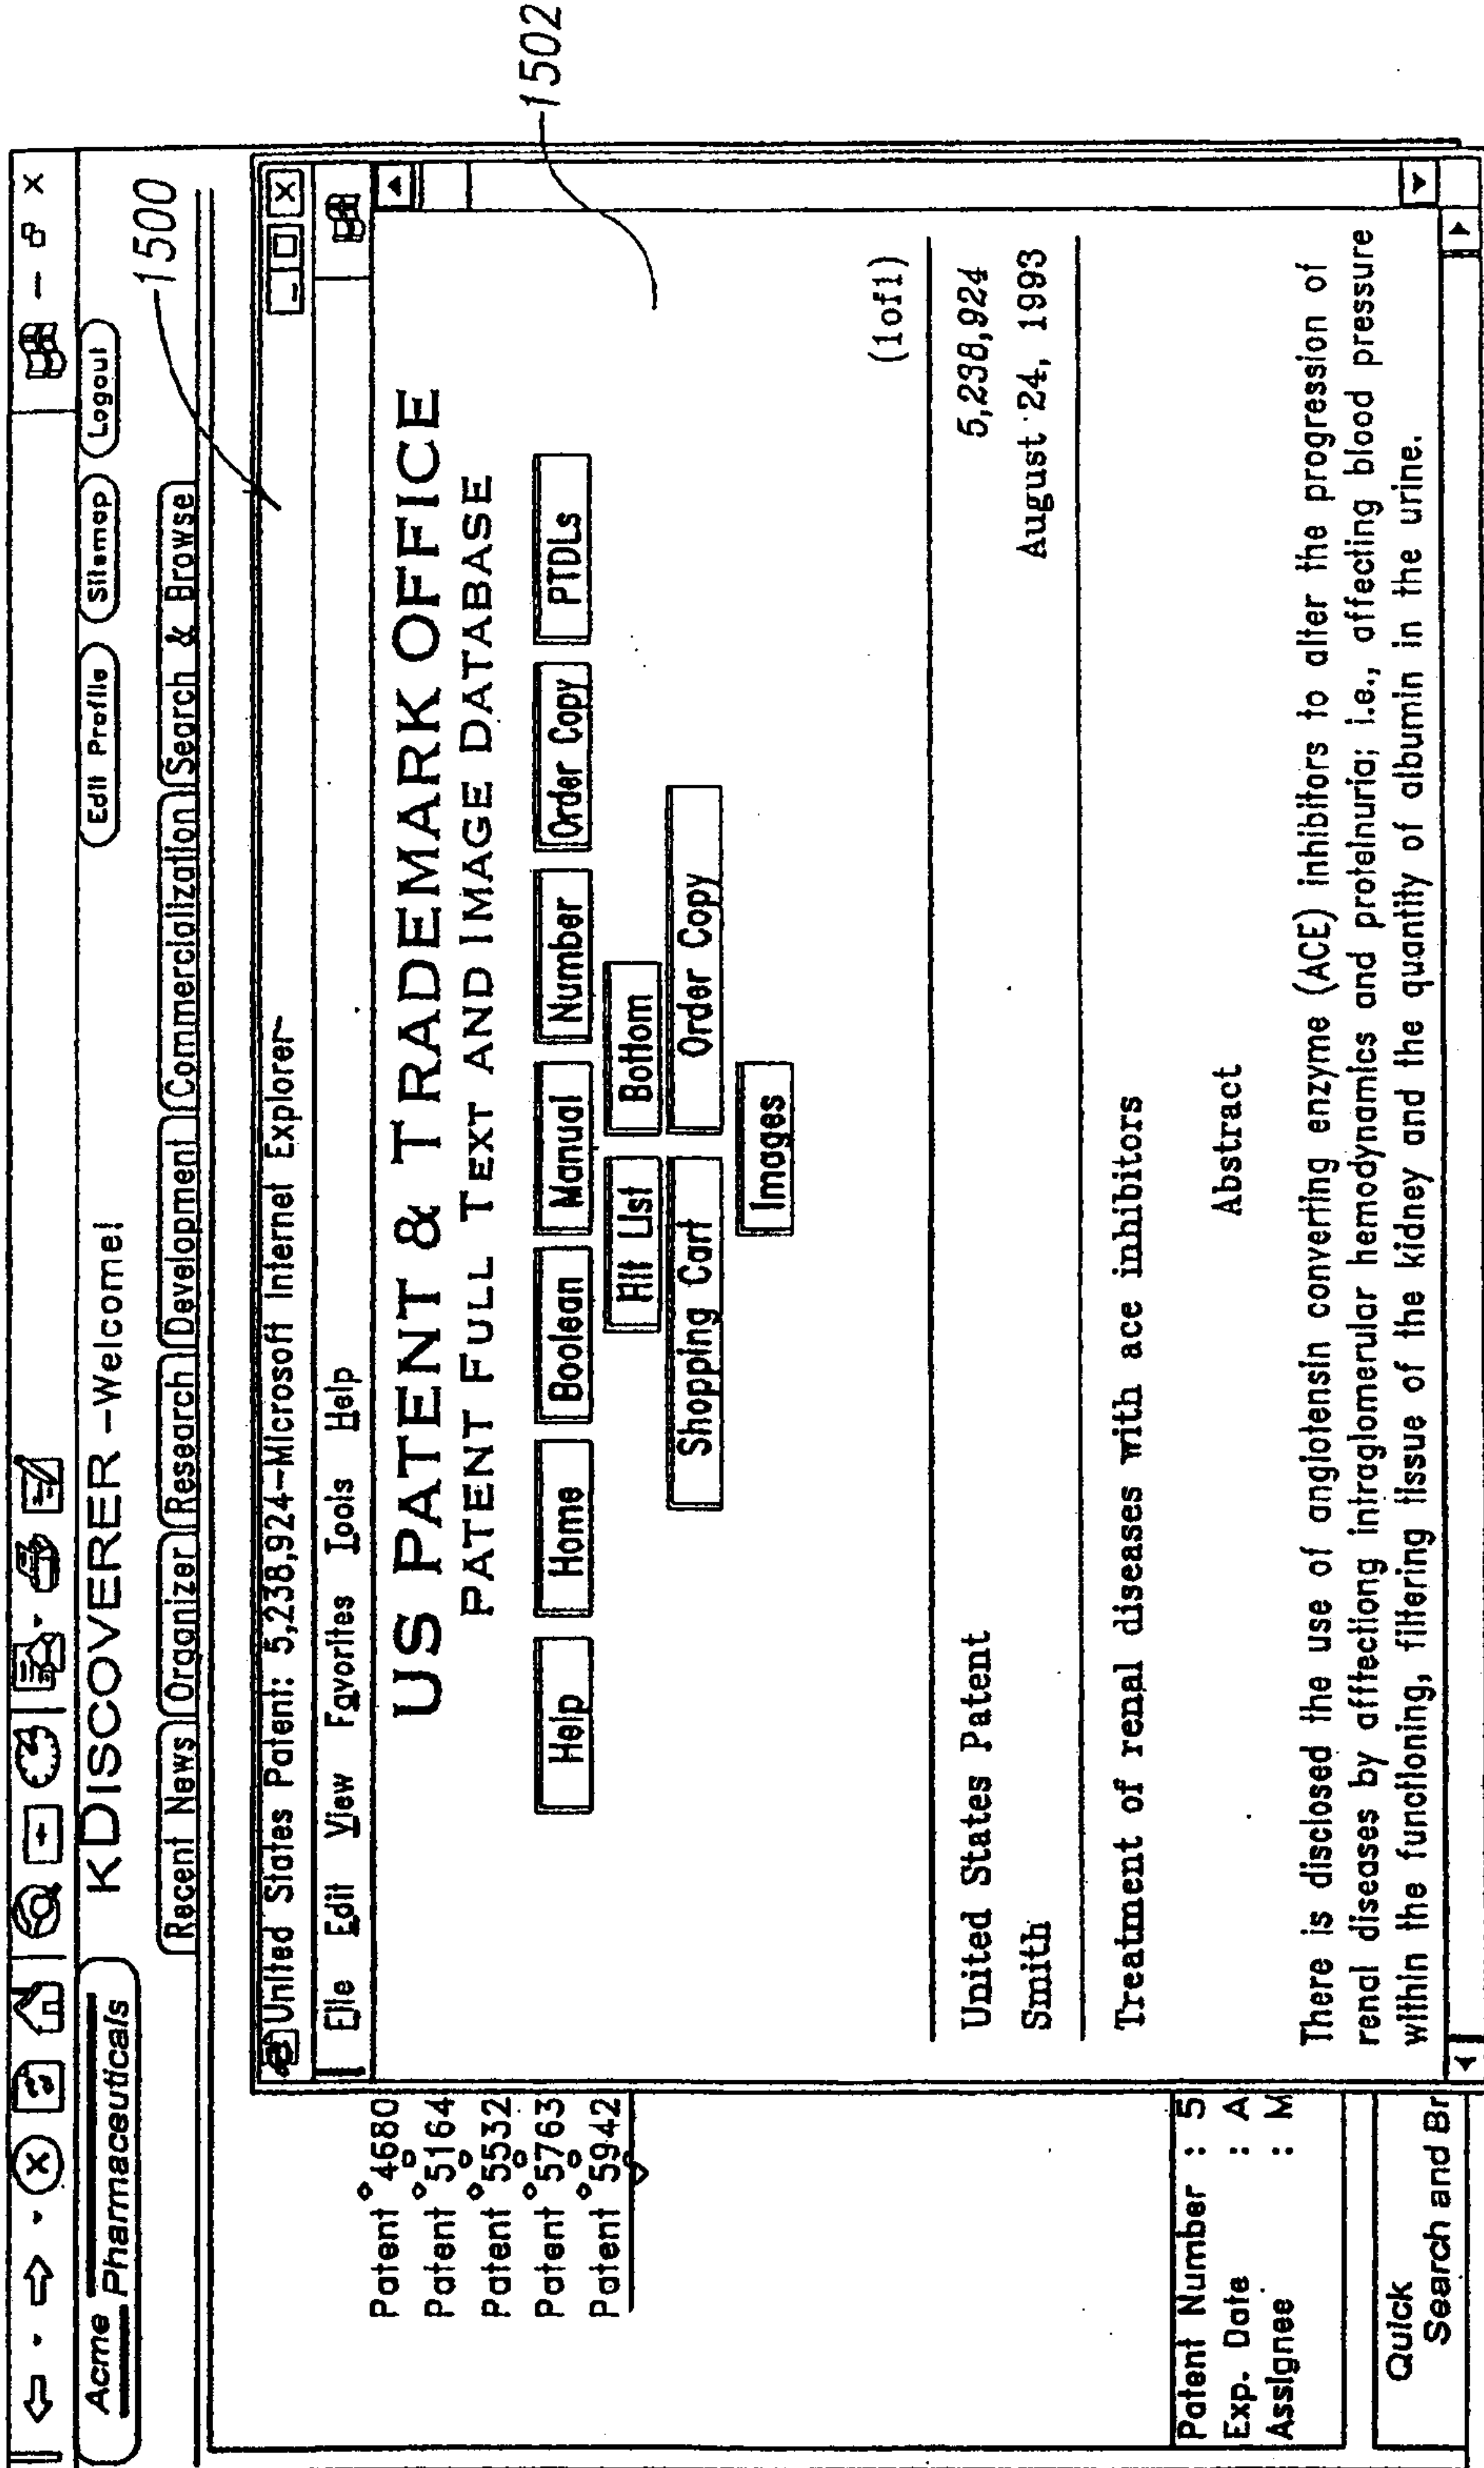 Acme
Pharmaceuticals
KDISCOVERER -Welcome!
Edit Profile Sitemap Logout
Recent News Organizer Research Development Commercialization Search & Browse
1500
United States Patent: 5,238,924-Microsoft Internet Explorer
File Edit View Favorites Tools Help
US PATENT & TRADEMARK OFFICE
PATENT FULL TEXT AND IMAGE DATABASE
1502
Help Home Boolean Manual Number Order Copy PTDLs
Hit List Bottom
Shopping Cart Order Copy
Images
(1of1)
United States Patent 5,238,924
Smith August 24, 1993
Treatment of renal diseases with ace inhibitors
Abstract
There is disclosed the use of angiotensin converting enzyme (ACE) inhibitors to alter the progression of
renal diseases by affectiong intraglomerular hemodynamics and proteinuria; i.e., affecting blood pressure
within the functioning, filtering tissue of the kidney and the quantity of albumin in the urine.
Patent 4680
Patent 5164
Patent 5532
Patent 5763
Patent 5942
Patent Number : 5
Exp. Date : A
Assignee : M
Quick
Search and Br